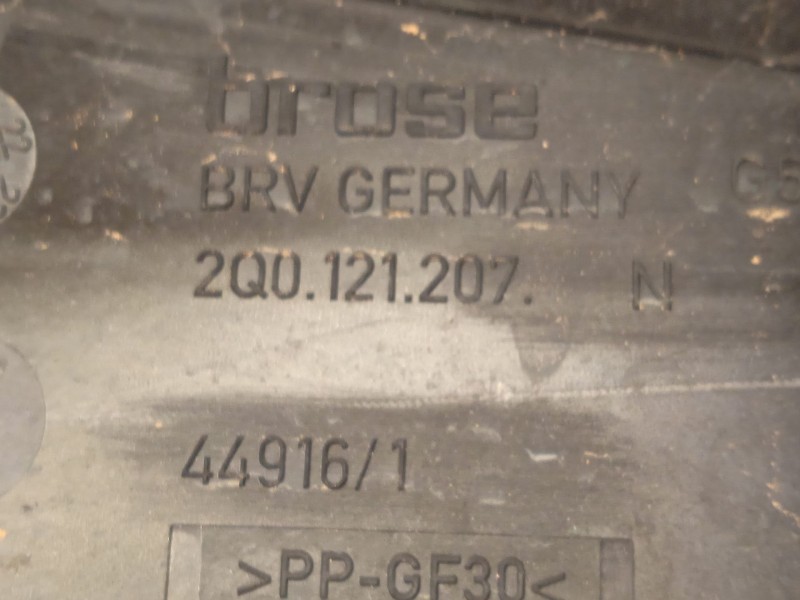 brose
BRV GERMANY
2Q0.121.207. N
44916/1
>PP-GF30<